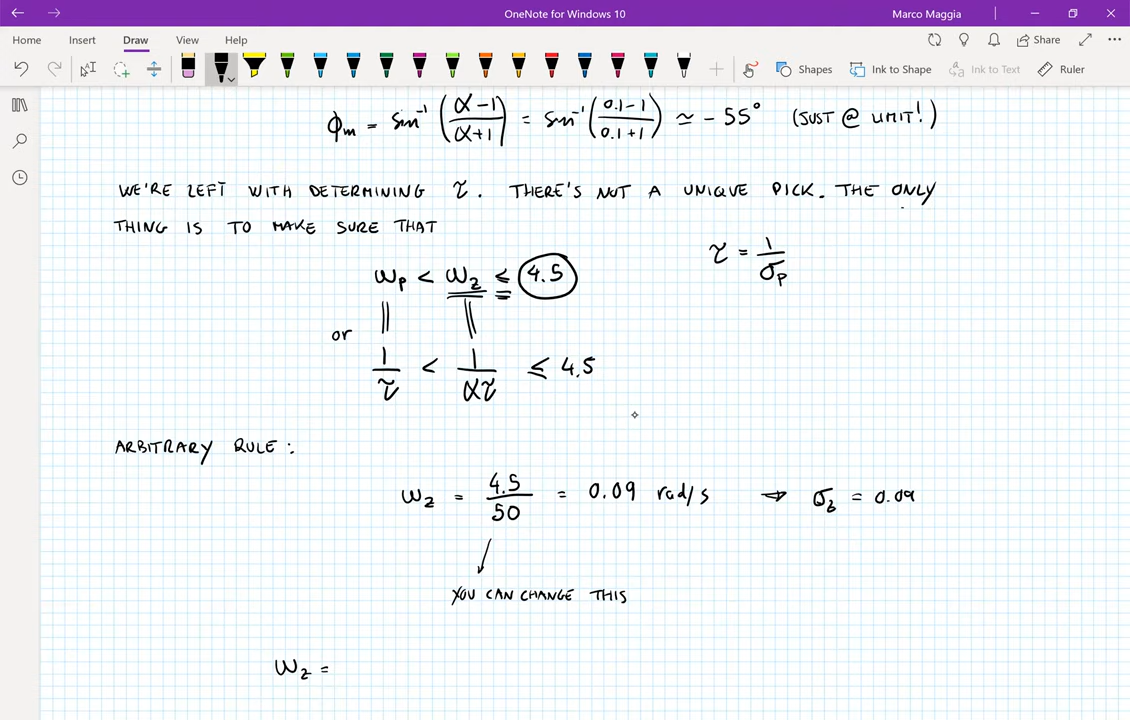 OneNote for Windows 10
Marco Maggia
Home Insert Draw View Help
Share
Shapes Ink to Shape Ink to Text Ruler
ϕm = sin⁻¹ (α-1/α+1) = sin⁻¹ (0.1-1/0.1+1) ≃ -55° (JUST @ LIMIT!)
WE'RE LEFT WITH DETERMINING τ. THERE'S NOT A UNIQUE PICK. THE ONLY
THING IS TO MAKE SURE THAT
τ = 1/σp
ωp < ωz ≤ 4.5
or
1/τ < 1/ατ ≤ 4.5
ARBITRARY RULE:
ωz = 4.5/50 = 0.09 rad/s ⇒ σz = 0.09
YOU CAN CHANGE THIS
ωz =